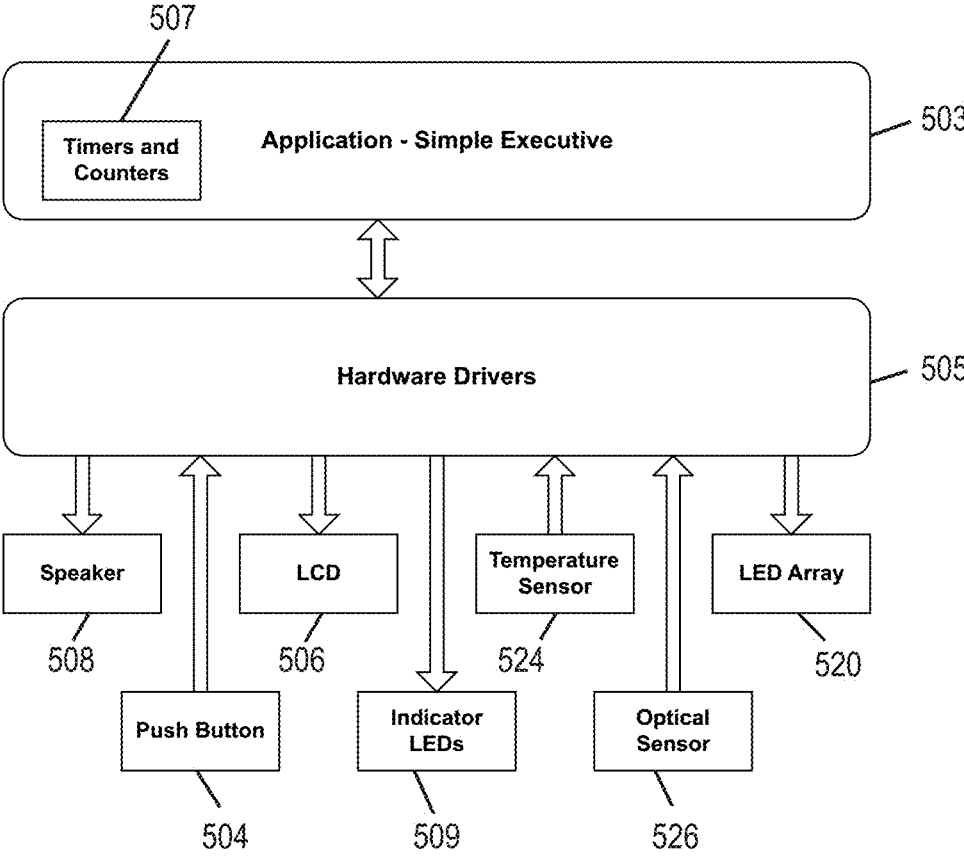 507
Timers and
Counters
Application - Simple Executive
503
Hardware Drivers
505
Speaker
LCD
Temperature
Sensor
LED Array
508
506
524
520
Push Button
Indicator
LEDs
Optical
Sensor
504
509
526